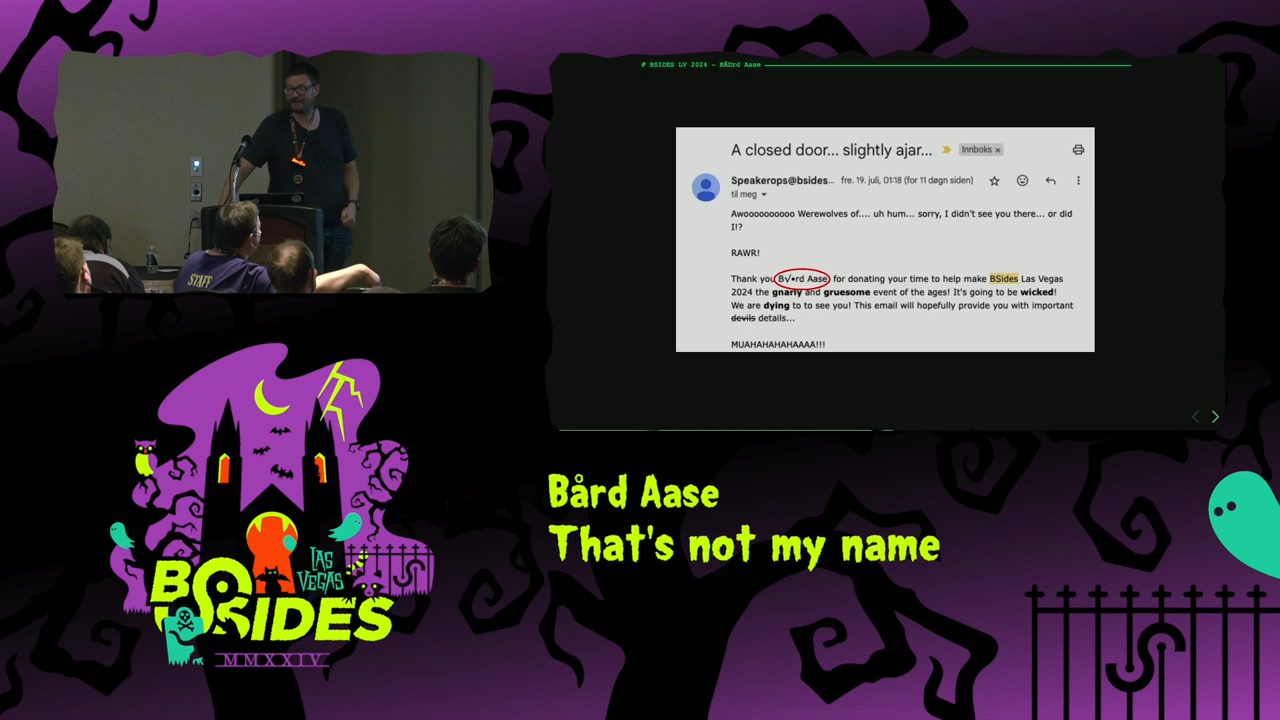 # BSIDES LV 2024 - BÃ¥rd Aase
A closed door... slightly ajar...
Innboks x
Speakerops@bsides... fre. 19. juli, 01:18 (for 11 døgn siden)
til meg
Awoooooooooo Werewolves of.... uh hum... sorry, I didn't see you there... or did
I!?
RAWR!
Thank you B√•rd Aase for donating your time to help make BSides Las Vegas
2024 the gnarly and gruesome event of the ages! It's going to be wicked!
We are dying to to see you! This email will hopefully provide you with important
devils details...
MUAHAHAHAHAAAA!!!
STAFF
Bård Aase
That's not my name
LAS
VEGAS
BSIDES
MMXXIV